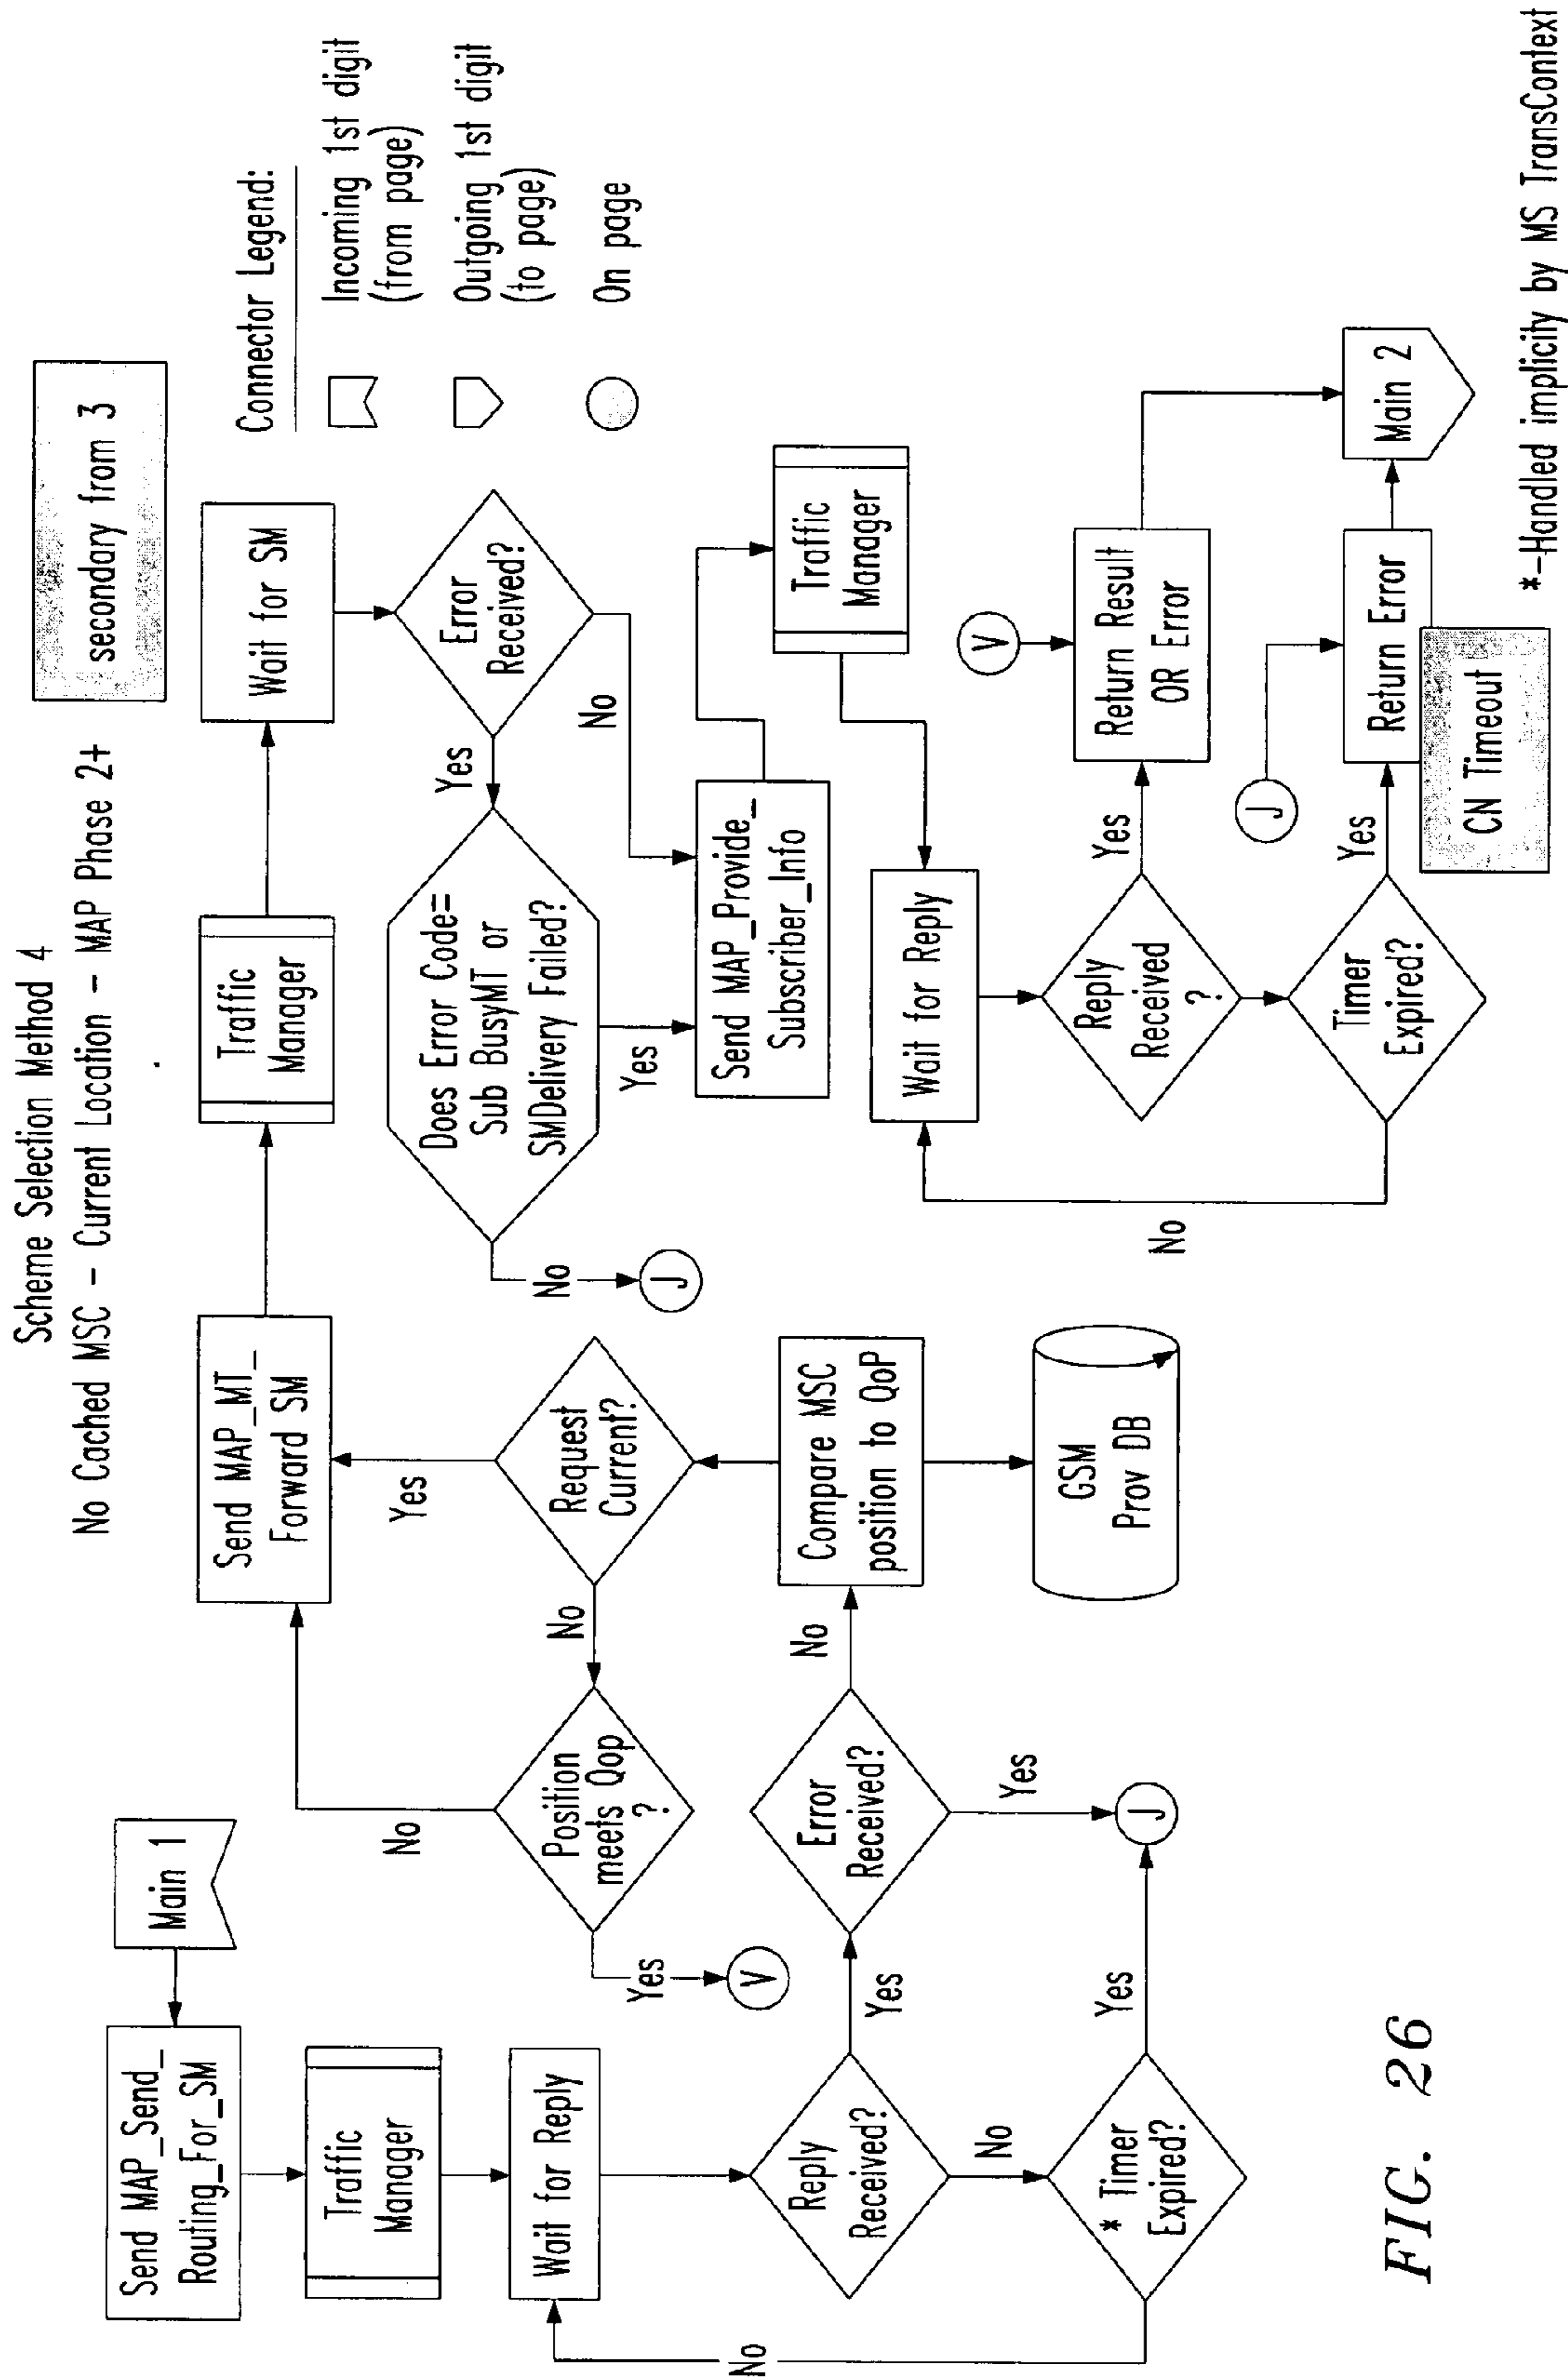 Scheme Selection Method 4
No Cached MSC - Current Location - MAP Phase 2+
secondary from 3
Connector Legend:
Incoming 1st digit
(from page)
Outgoing 1st digit
(to page)
On page
Main 1
Send MAP_Send_
Routing_For_SM
Traffic
Manager
Wait for Reply
Reply
Received?
Yes
No
* Timer
Expired?
Yes
No
J
Error
Received?
Yes
No
Compare MSC
position to QoP
GSM
Prov DB
Request
Current?
Yes
No
Position
meets Qop
?
Yes
V
No
Send MAP_MT_
Forward SM
Traffic
Manager
Wait for SM
Error
Received?
Yes
No
Does Error Code=
Sub BusyMT or
SMDelivery Failed?
No
J
Yes
Send MAP_Provide_
Subscriber_Info
Traffic
Manager
Wait for Reply
Reply
Received
?
Yes
V
Return Result
OR Error
Timer
Expired?
No
Yes
J
Return Error
CN Timeout
Main 2
*-Handled implicity by MS TransContext
FIG. 26